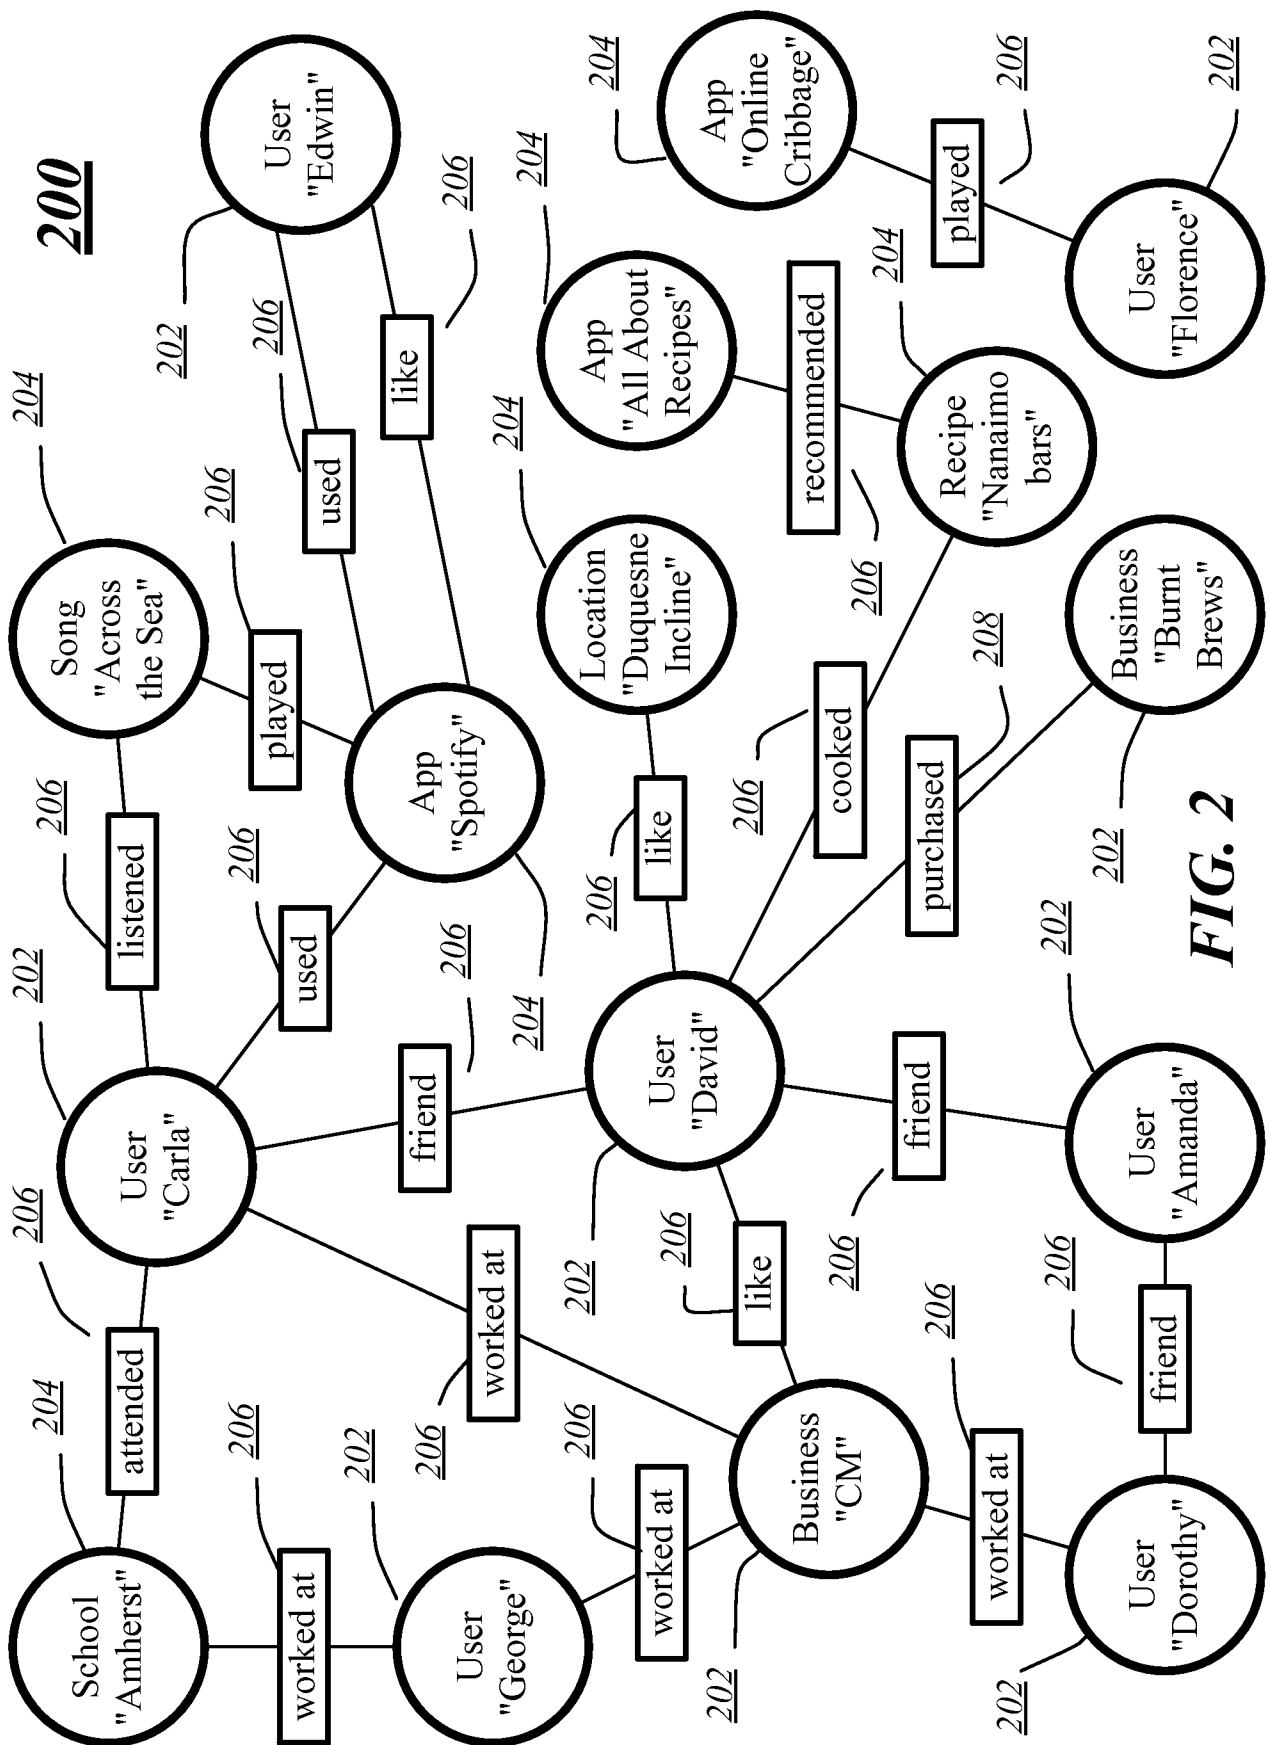 200
School
"Amherst"
204
attended
206
User
"Carla"
202
listened
206
Song
"Across
the Sea"
204
worked at
206
used
206
played
206
202
used
206
User
"Edwin"
User
"George"
202
worked at
206
friend
206
App
"Spotify"
204
like
206
worked at
206
202
User
"David"
like
206
Location
"Duquesne
Incline"
204
App
"All About
Recipes"
204
App
"Online
Cribbage"
204
202
Business
"CM"
like
206
cooked
206
recommended
206
204
worked at
206
friend
206
purchased
208
Recipe
"Nanaimo
bars"
played
206
202
User
"Dorothy"
friend
206
User
"Amanda"
202
202
Business
"Burnt
Brews"
User
"Florence"
202
FIG. 2